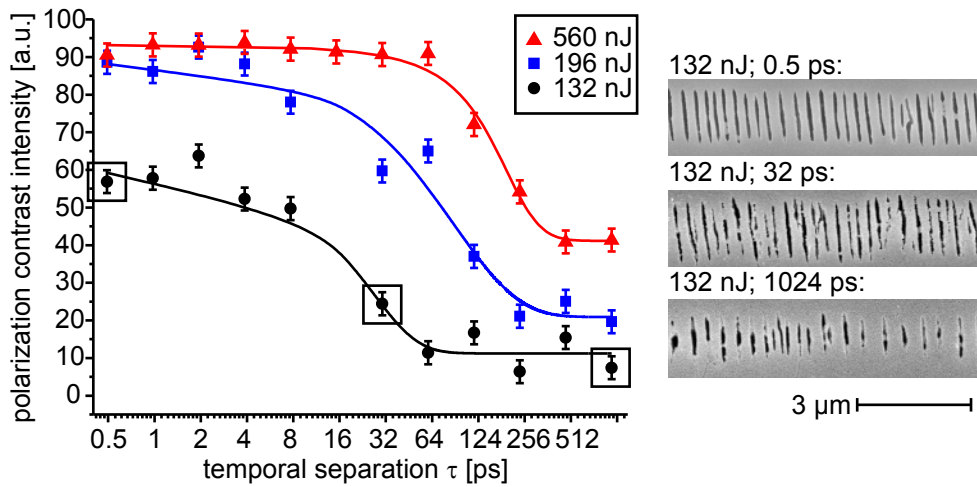 polarization contrast intensity [a.u.]
100
90
80
70
60
50
40
30
20
10
0
0.5 1 2 4 8 16 32 64 124 256 512
temporal separation τ [ps]
560 nJ
196 nJ
132 nJ
132 nJ; 0.5 ps:
132 nJ; 32 ps:
132 nJ; 1024 ps:
3 μm